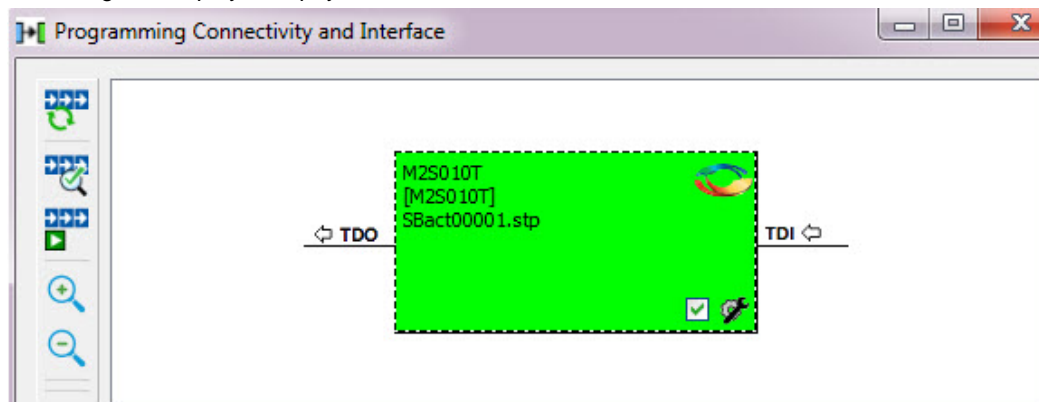 Programming Connectivity and Interface
M2S010T
[M2S010T]
SBact00001.stp
TDO
TDI